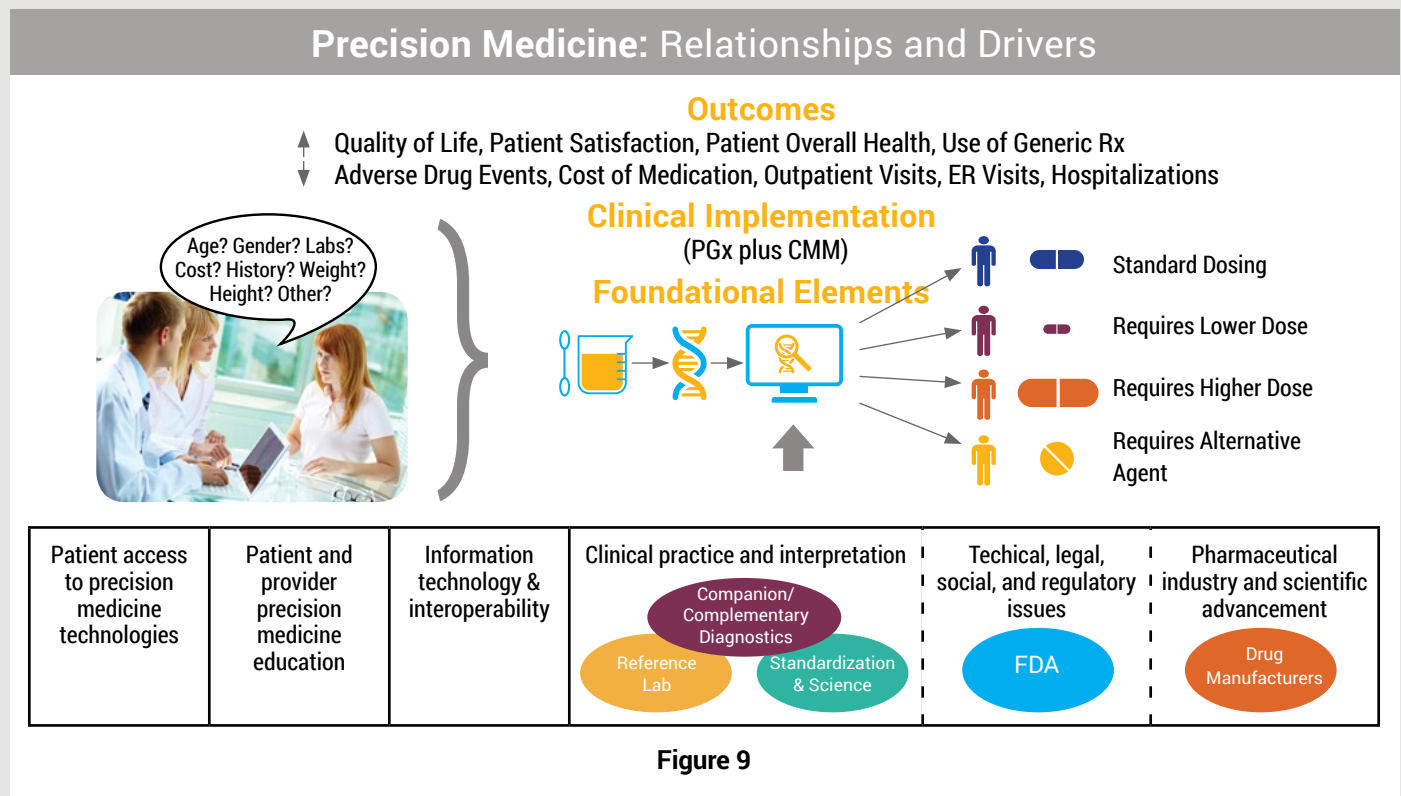 Precision Medicine: Relationships and Drivers
Outcomes
Quality of Life, Patient Satisfaction, Patient Overall Health, Use of Generic Rx
Adverse Drug Events, Cost of Medication, Outpatient Visits, ER Visits, Hospitalizations
Clinical Implementation
(PGx plus CMM)
Foundational Elements
Age? Gender? Labs?
Cost? History? Weight?
Height? Other?
Standard Dosing
Requires Lower Dose
Requires Higher Dose
Requires Alternative
Agent
Patient access
to precision
medicine
technologies
Patient and
provider
precision
medicine
education
Information
technology &
interoperability
Clinical practice and interpretation
Companion/
Complementary
Diagnostics
Reference
Lab
Standardization
& Science
Techical, legal,
social, and regulatory
issues
FDA
Pharmaceutical
industry and scientific
advancement
Drug
Manufacturers
Figure 9